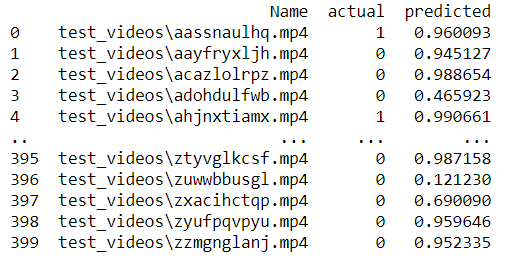 Name actual predicted
0 test_videos\aassnaulhq.mp4 1 0.960093
1 test_videos\aayfryxljh.mp4 0 0.945127
2 test_videos\acazlolrpz.mp4 0 0.988654
3 test_videos\adohdulfwb.mp4 0 0.465923
4 test_videos\ahjnxtiamx.mp4 1 0.990661
.. ... ... ...
395 test_videos\ztyvglkcsf.mp4 0 0.987158
396 test_videos\zuwwbbusgl.mp4 0 0.121230
397 test_videos\zxacihctqp.mp4 0 0.690090
398 test_videos\zyufpqvpyu.mp4 0 0.959646
399 test_videos\zzmgnglanj.mp4 0 0.952335